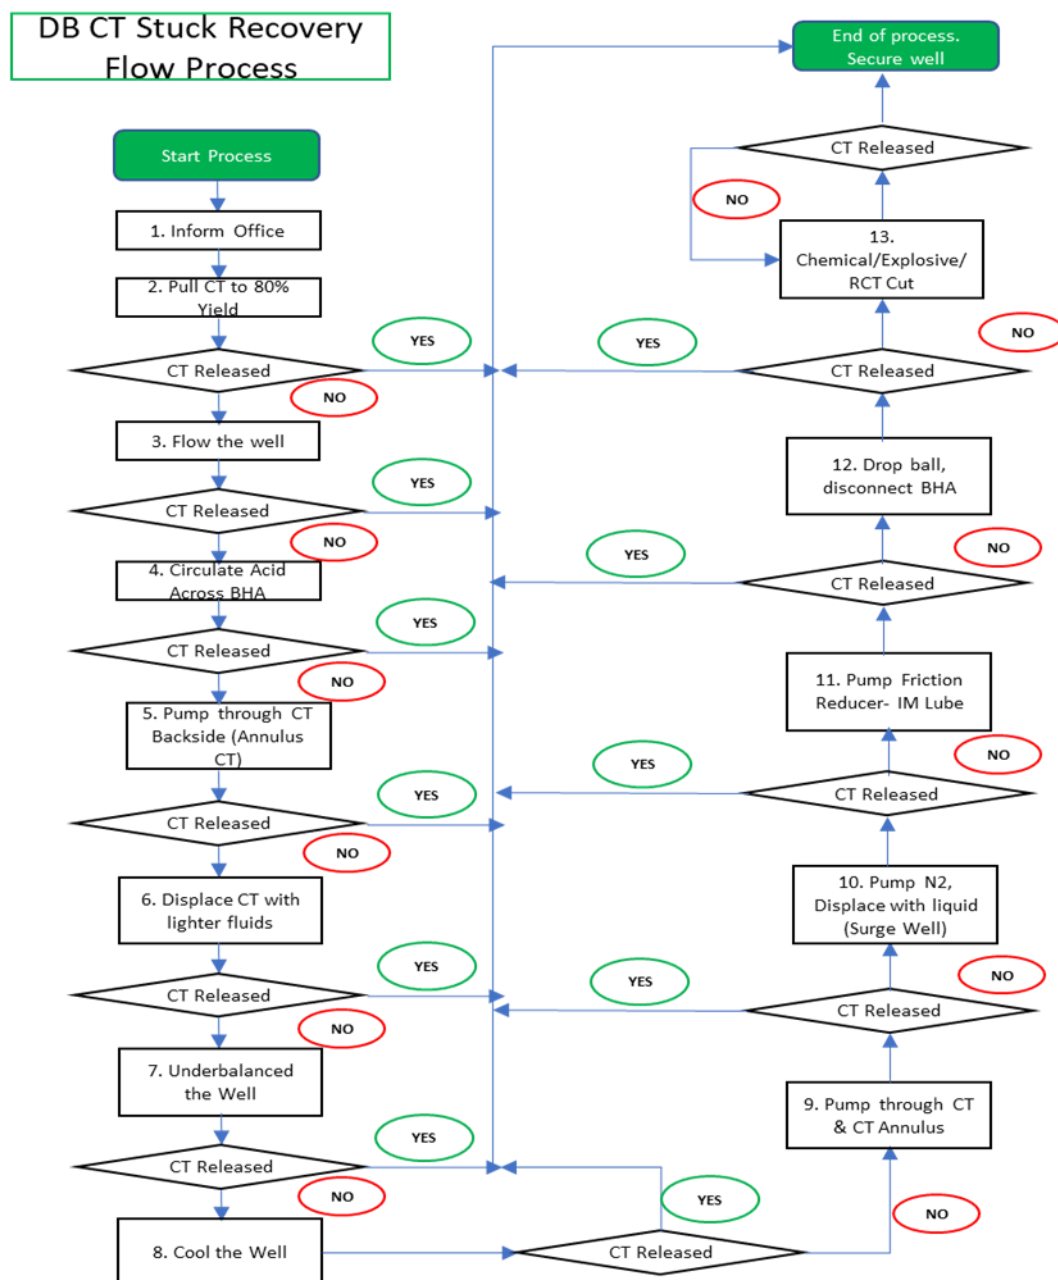 DB CT Stuck Recovery
Flow Process
Start Process
1. Inform Office
2. Pull CT to 80%
Yield
CT Released
YES
NO
3. Flow the well
CT Released
YES
NO
4. Circulate Acid
Across BHA
CT Released
YES
NO
5. Pump through CT
Backside (Annulus
CT)
CT Released
YES
NO
6. Displace CT with
lighter fluids
CT Released
YES
NO
7. Underbalanced
the Well
CT Released
YES
NO
8. Cool the Well
CT Released
YES
NO
9. Pump through CT
& CT Annulus
CT Released
YES
NO
10. Pump N2,
Displace with liquid
(Surge Well)
CT Released
YES
NO
11. Pump Friction
Reducer- IM Lube
CT Released
YES
NO
12. Drop ball,
disconnect BHA
CT Released
YES
NO
13.
Chemical/Explosive/
RCT Cut
CT Released
NO
End of process.
Secure well